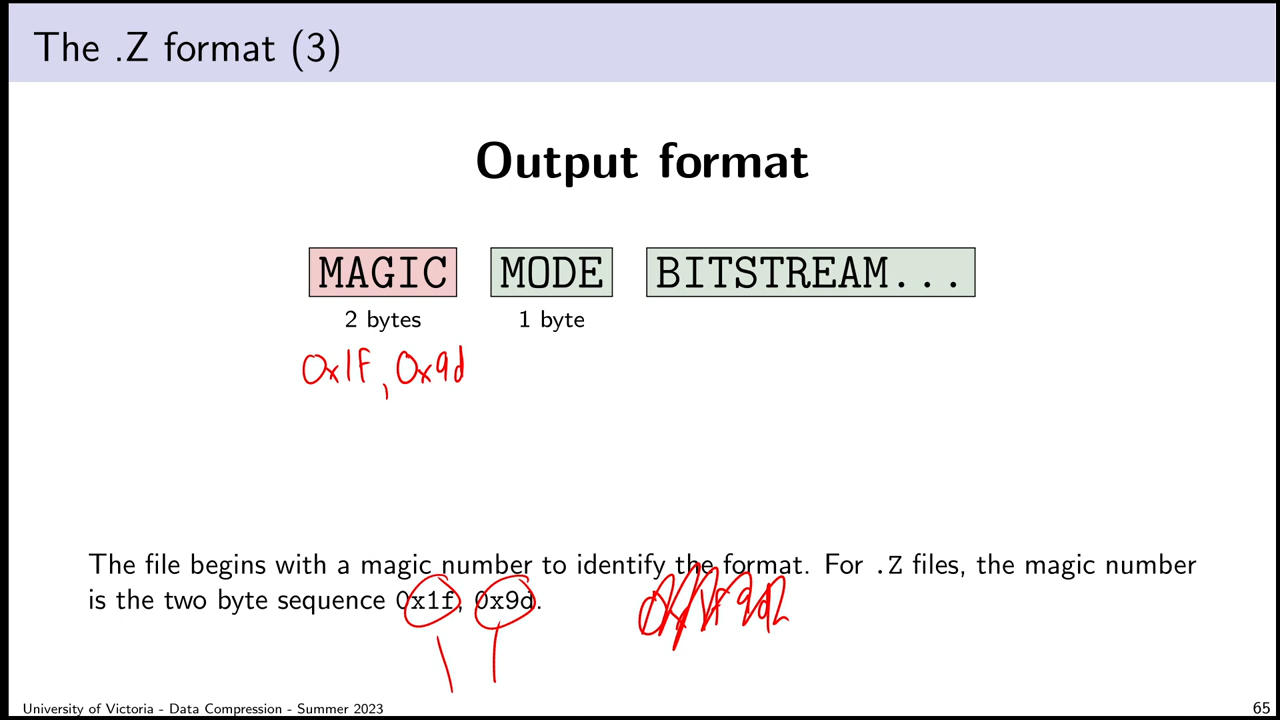 The .Z format (3)
Output format
MAGIC MODE BITSTREAM...
2 bytes 1 byte
0x1F, 0x9d
The file begins with a magic number to identify the format. For .Z files, the magic number
is the two byte sequence 0x1f, 0x9d.
University of Victoria - Data Compression - Summer 2023 65